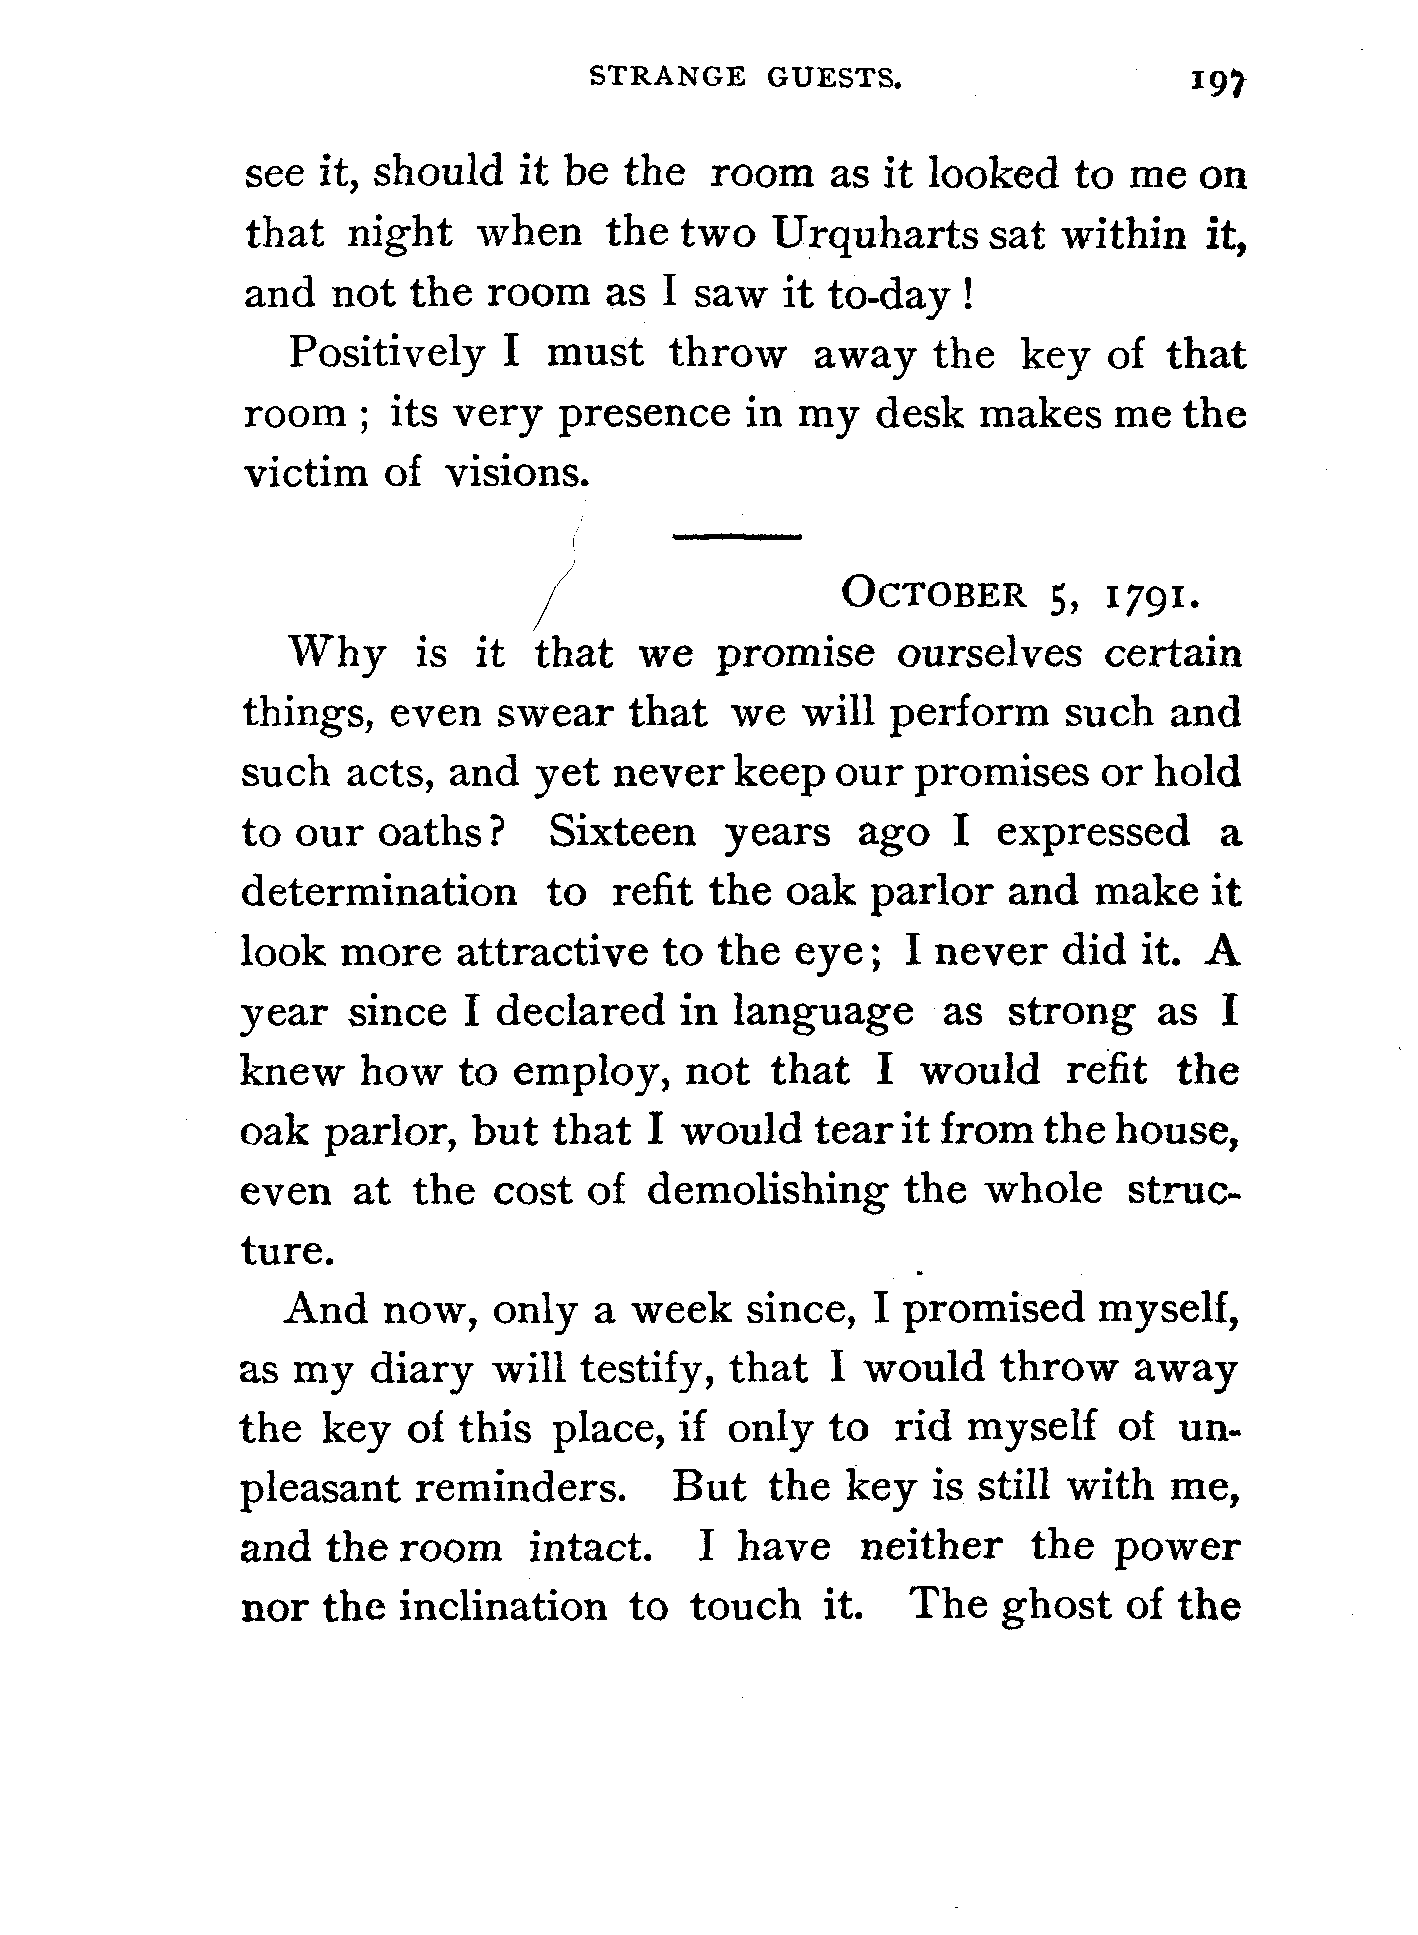 STRANGE GUESTS. 197
see it, should it be the room as it looked to me on
that night when the two Urquharts sat within it,
and not the room as I saw it to-day !
Positively I must throw away the key of that
room ; its very presence in my desk makes me the
victim of visions.
OCTOBER 5, 1791.
Why is it that we promise ourselves certain
things, even swear that we will perform such and
such acts, and yet never keep our promises or hold
to our oaths? Sixteen years ago I expressed a
determination to refit the oak parlor and make it
look more attractive to the eye; I never did it. A
year since I declared in language as strong as I
knew how to employ, not that I would refit the
oak parlor, but that I would tear it from the house,
even at the cost of demolishing the whole struc-
ture.
And now, only a week since, I promised myself,
as my diary will testify, that I would throw away
the key of this place, if only to rid myself of un-
pleasant reminders. But the key is still with me,
and the room intact. I have neither the power
nor the inclination to touch it. The ghost of the